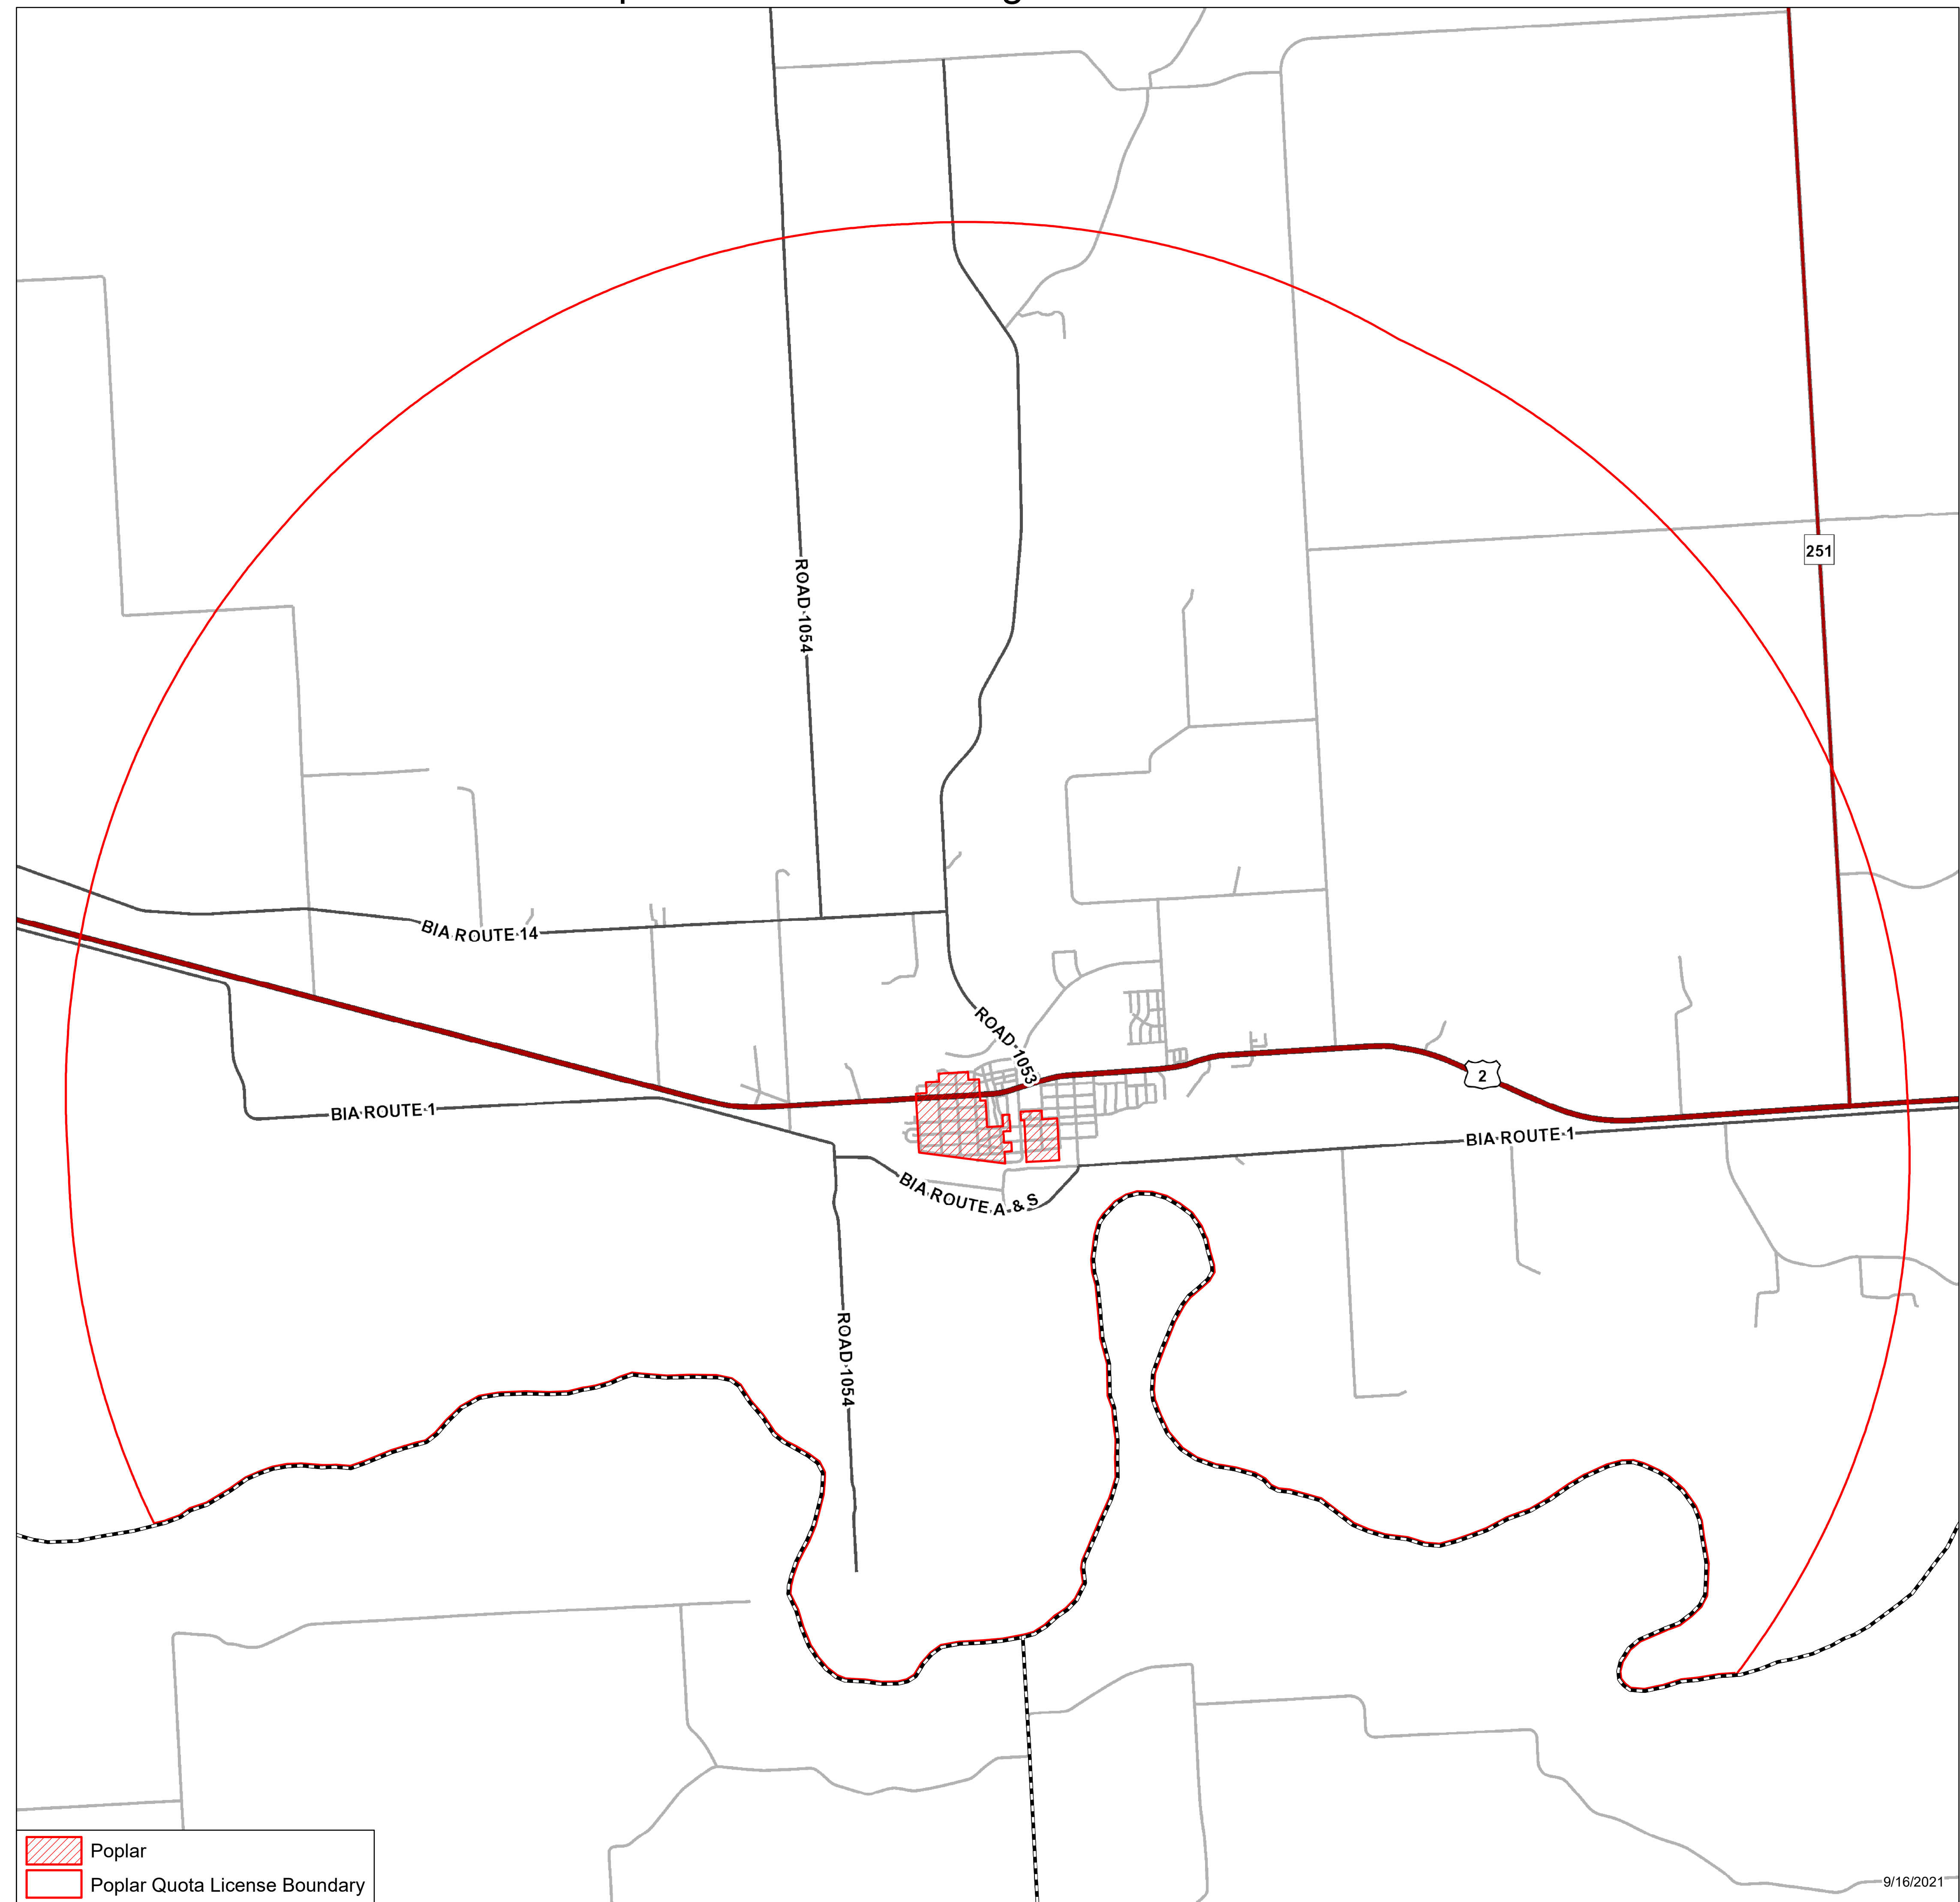 251
ROAD 1054
BIA ROUTE 14
ROAD 1053
2
BIA ROUTE 1
BIA ROUTE 1
BIA ROUTE A & S
ROAD 1054
Poplar
Poplar Quota License Boundary
9/16/2021